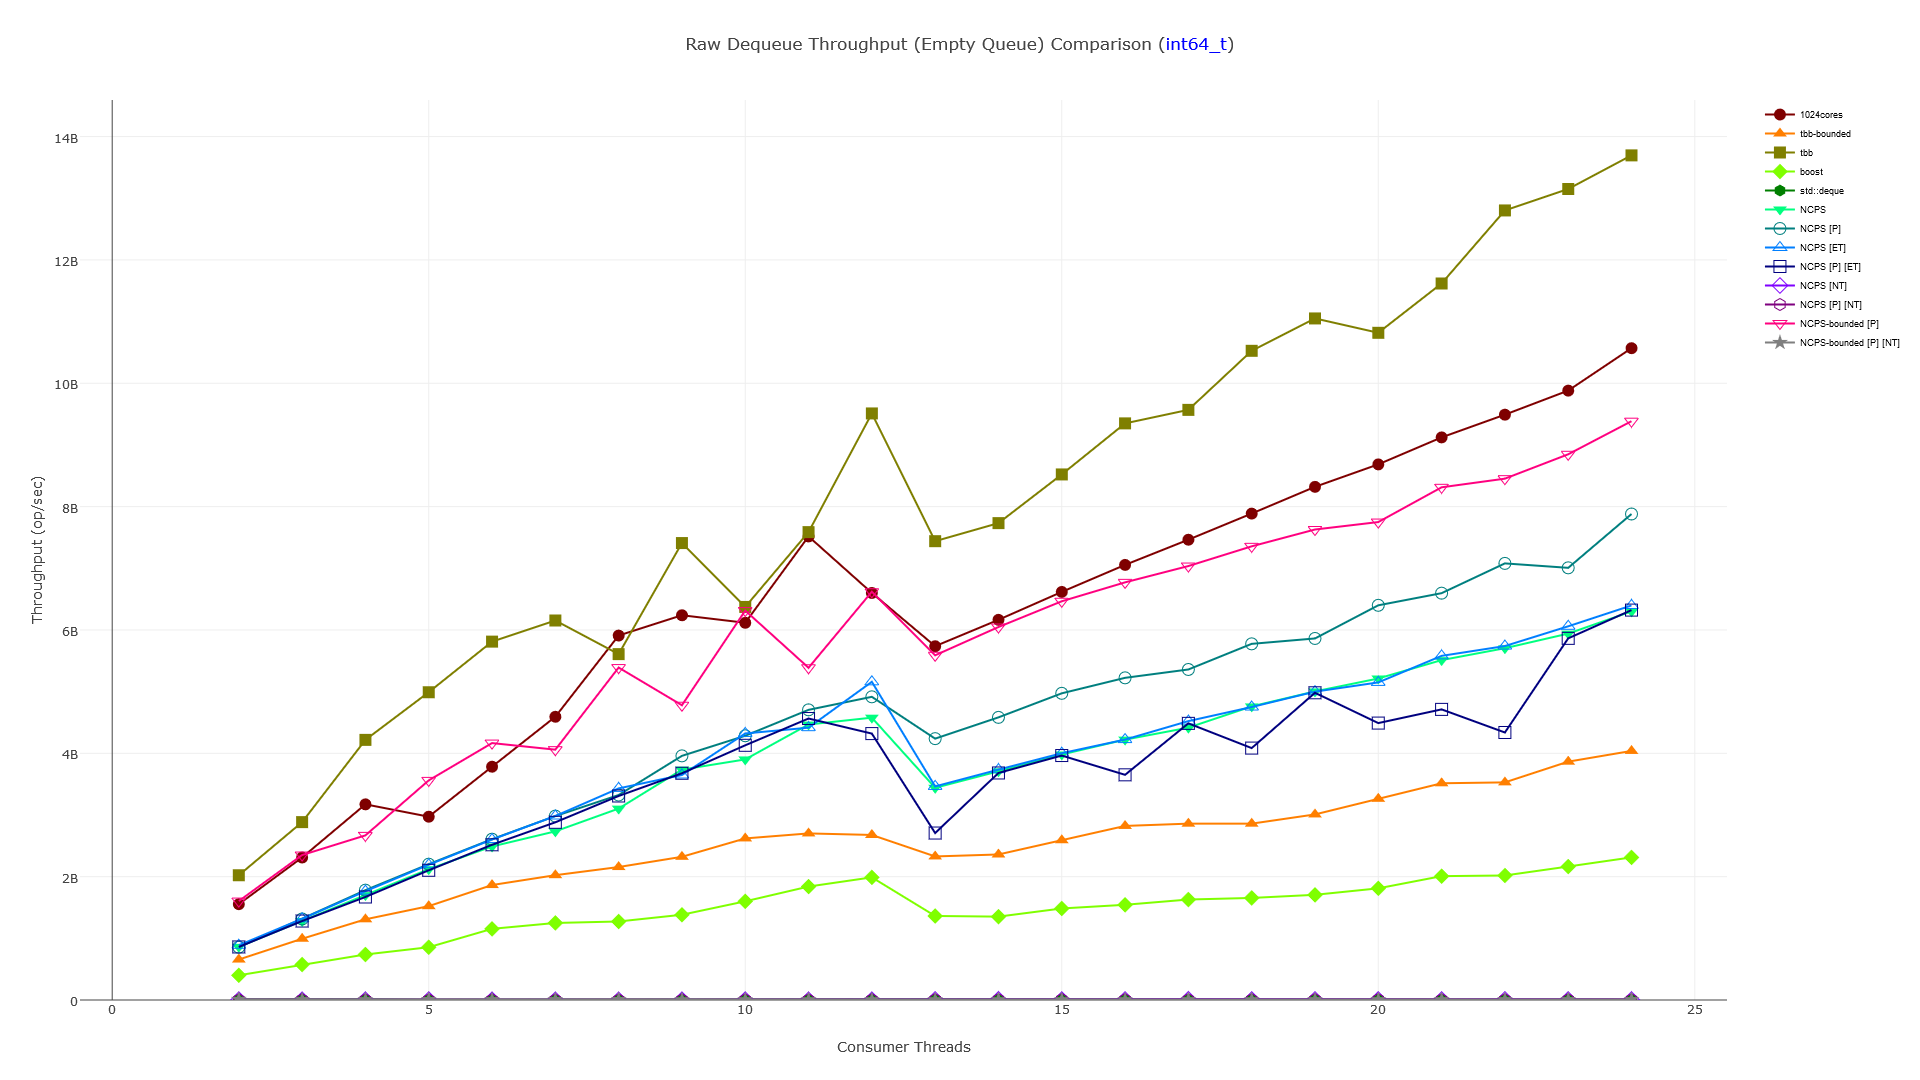 Raw Dequeue Throughput (Empty Queue) Comparison (int64_t)
14B
12B
10B
8B
6B
4B
2B
0
Throughput (op/sec)
0
5
10
15
20
25
Consumer Threads
1024cores
tbb-bounded
tbb
boost
std::deque
NCPS
NCPS [P]
NCPS [ET]
NCPS [P] [ET]
NCPS [NT]
NCPS [P] [NT]
NCPS-bounded [P]
NCPS-bounded [P] [NT]